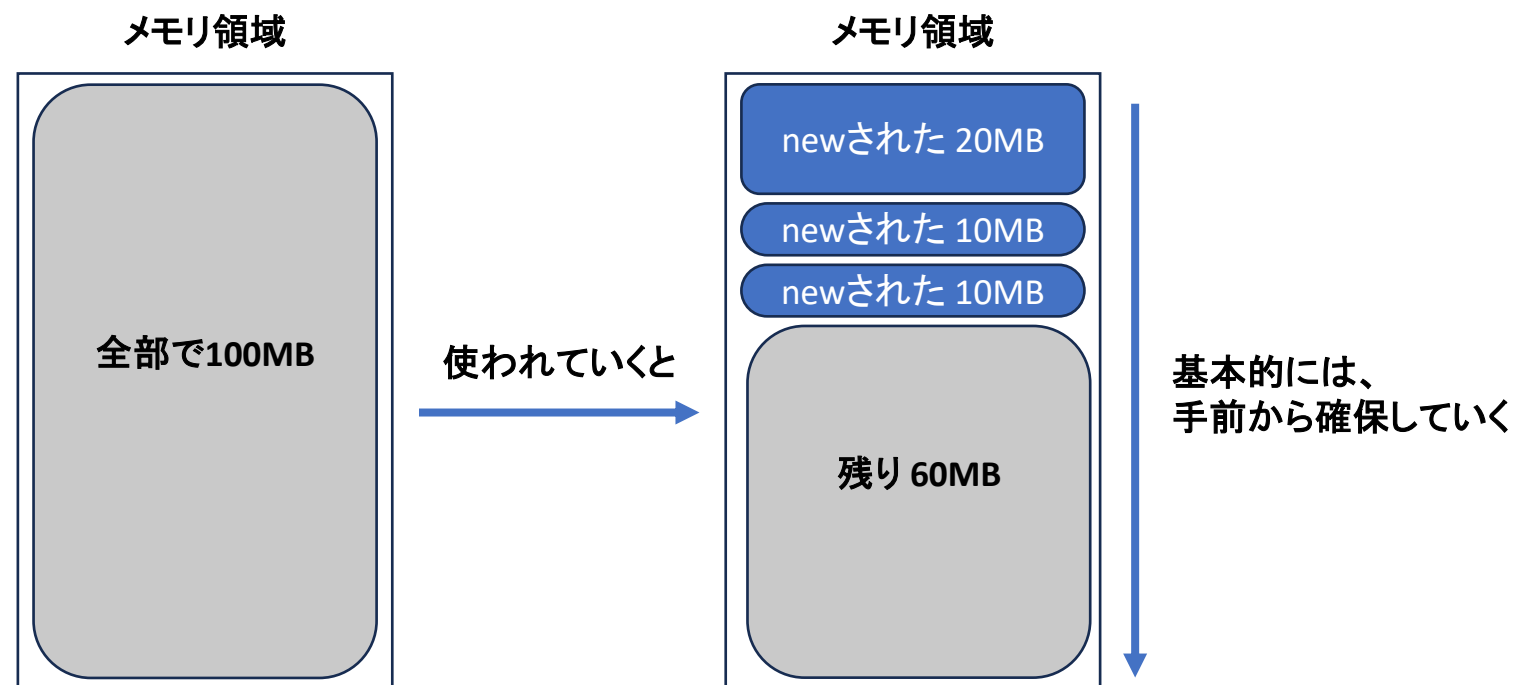 メモリ領域
全部で100MB
使われていくと
メモリ領域
newされた 20MB
newされた 10MB
newされた 10MB
残り 60MB
基本的には、
手前から確保していく